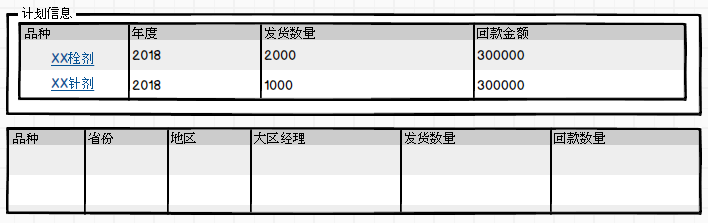 计划信息
品种 年度 发货数量 回款金额
XX栓剂 2018 2000 300000
XX针剂 2018 1000 300000
品种 省份 地区 大区经理 发货数量 回款数量